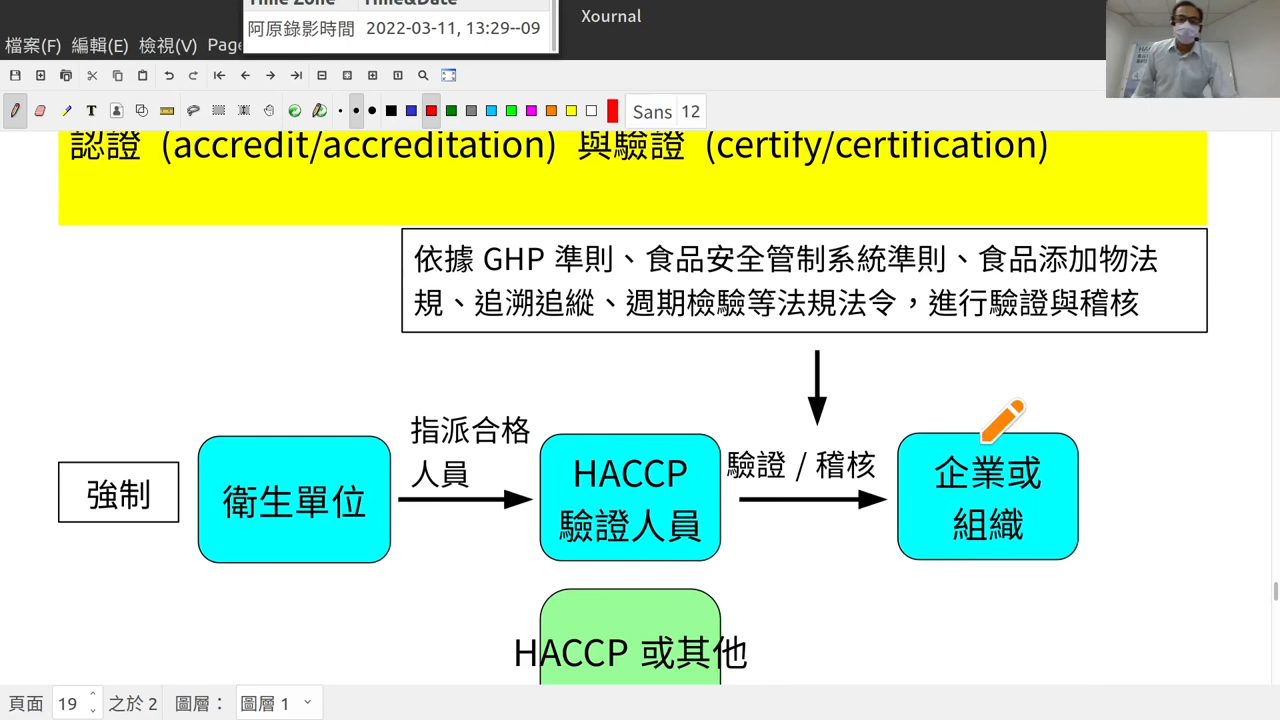 Time Zone Time&Date
阿原錄影時間 2022-03-11, 13:29--09
Xournal
檔案(F) 編輯(E) 檢視(V) Page
T
Sans 12
認證 (accredit/accreditation) 與驗證 (certify/certification)
依據 GHP 準則、食品安全管制系統準則、食品添加物法
規、追溯追縱、週期檢驗等法規法令，進行驗證與稽核
強制
衛生單位
指派合格
人員
HACCP
驗證人員
驗證 / 稽核
企業或
組織
HACCP 或其他
頁面 19 之於 2 圖層： 圖層 1